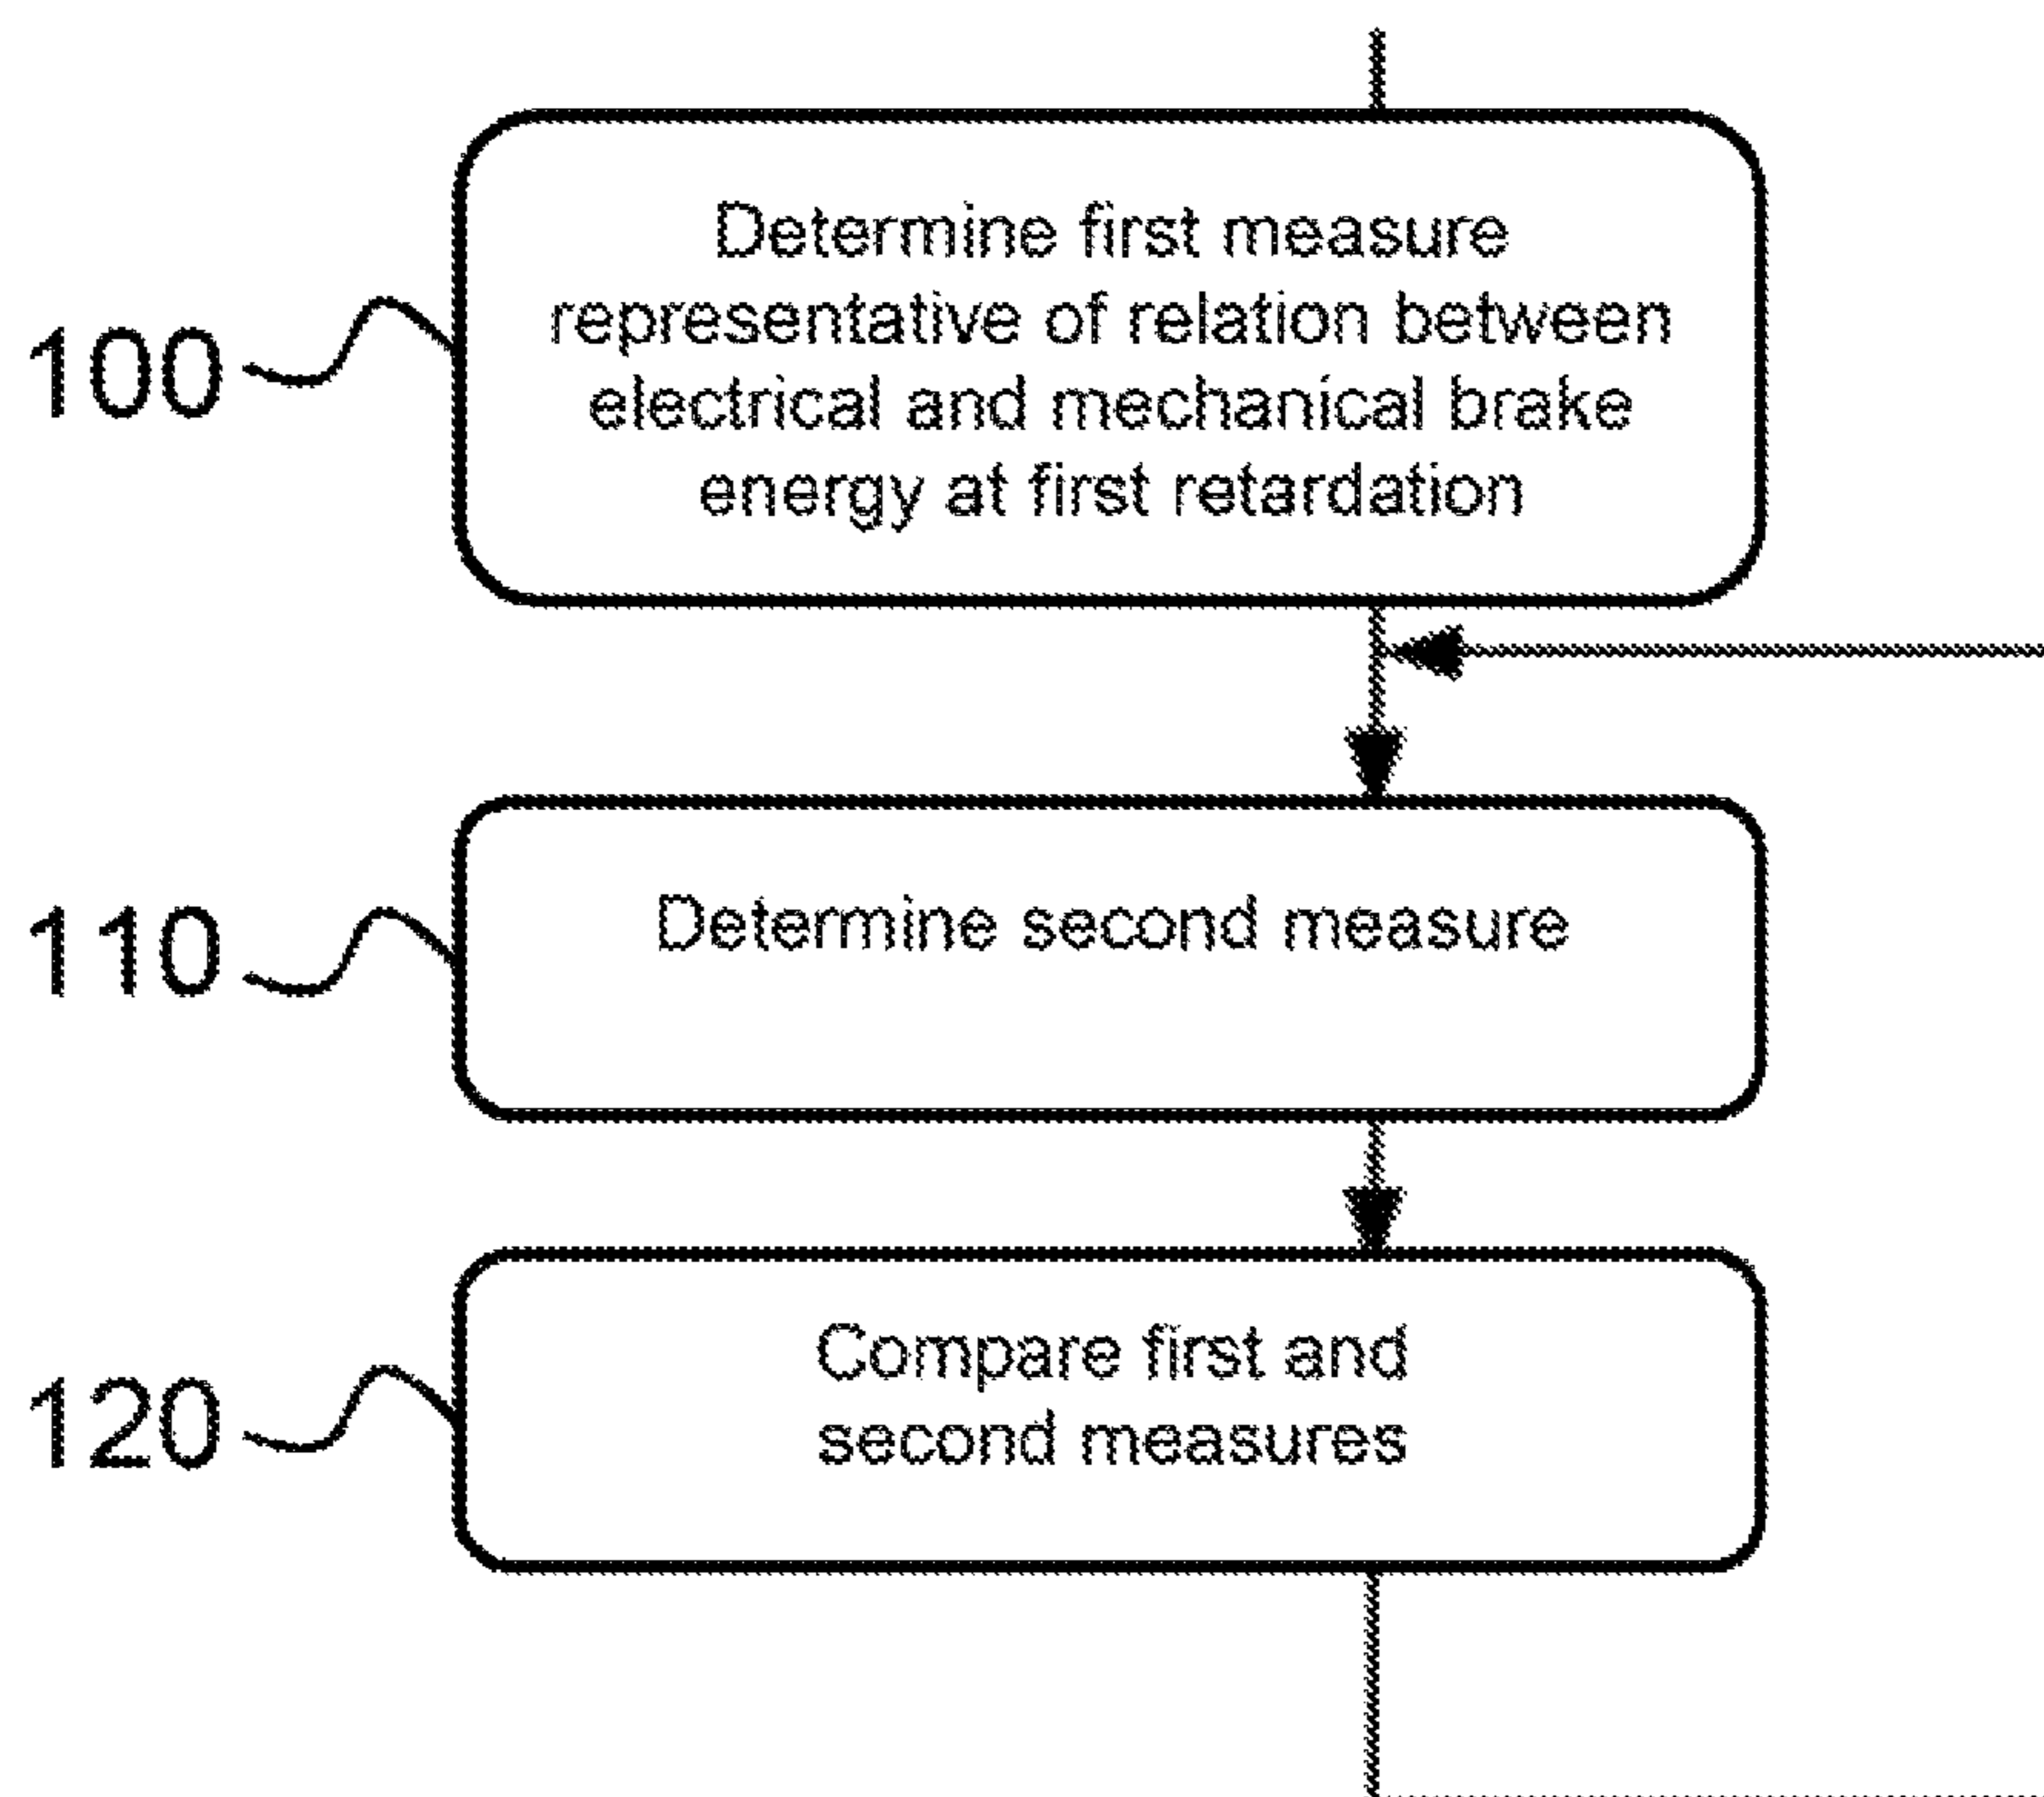 Determine first measure
representative of relation between
electrical and mechanical brake
energy at first retardation
100
Determine second measure
110
Compare first and
second measures
120